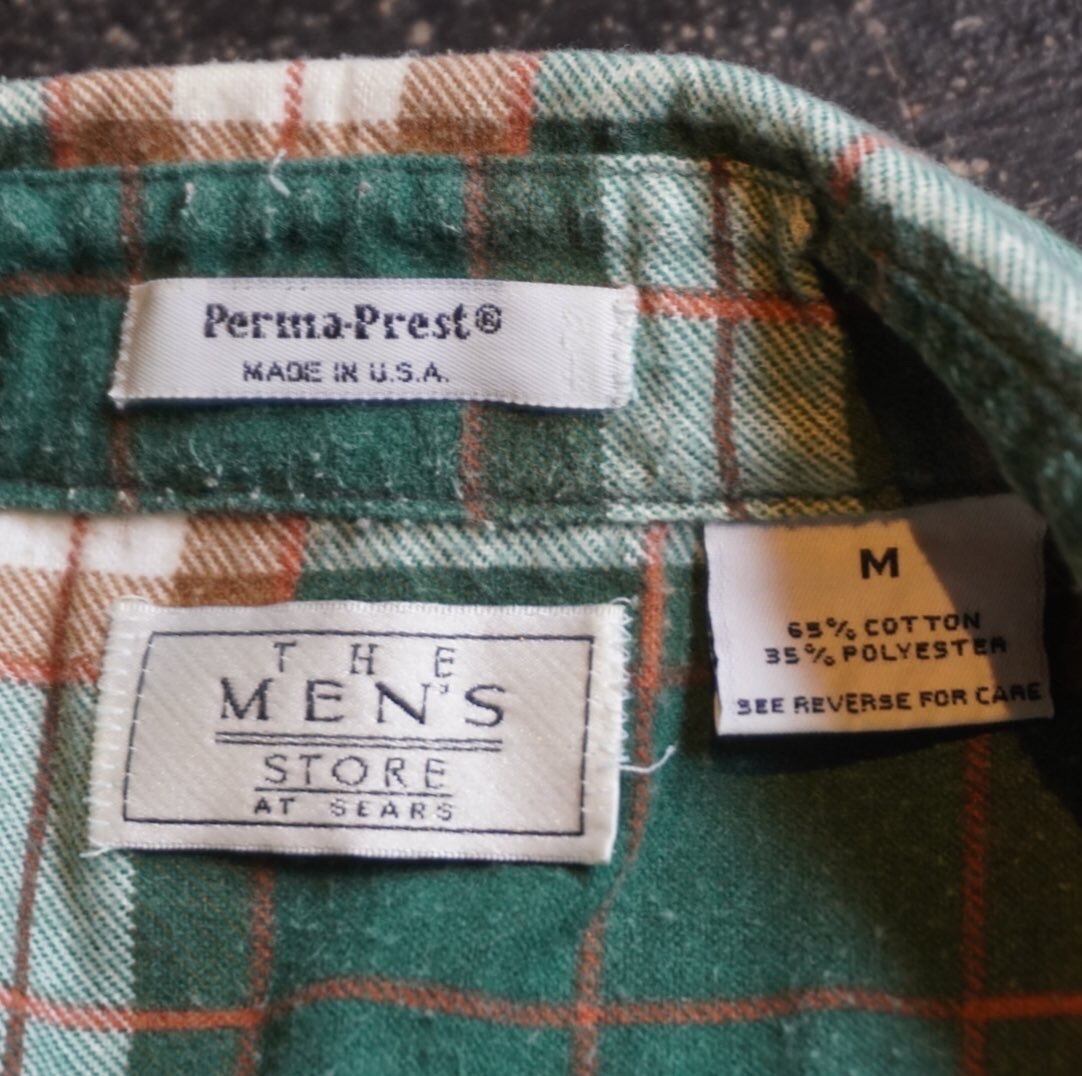 Perma-Prest®
MADE IN U.S.A.
THE
MEN'S
STORE
AT SEARS
M
65% COTTON
35% POLYESTER
SEE REVERSE FOR CARE